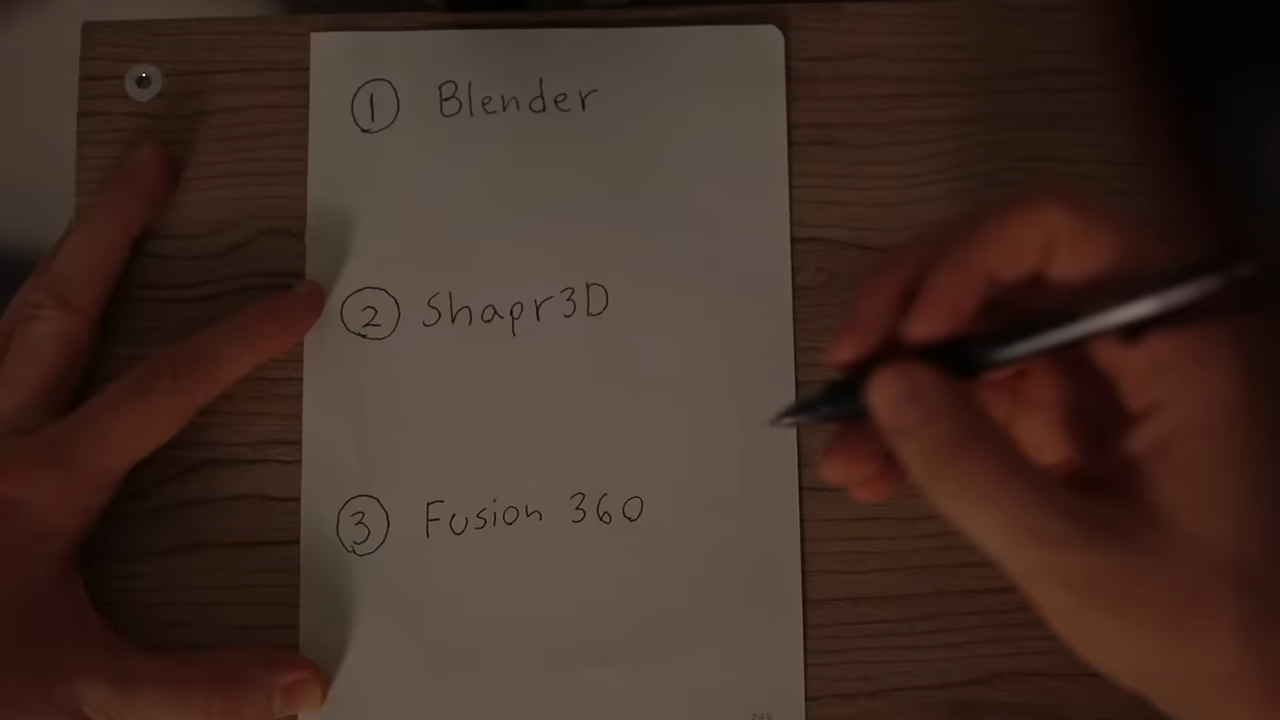 ① Blender
② Shapr3D
③ Fusion 360